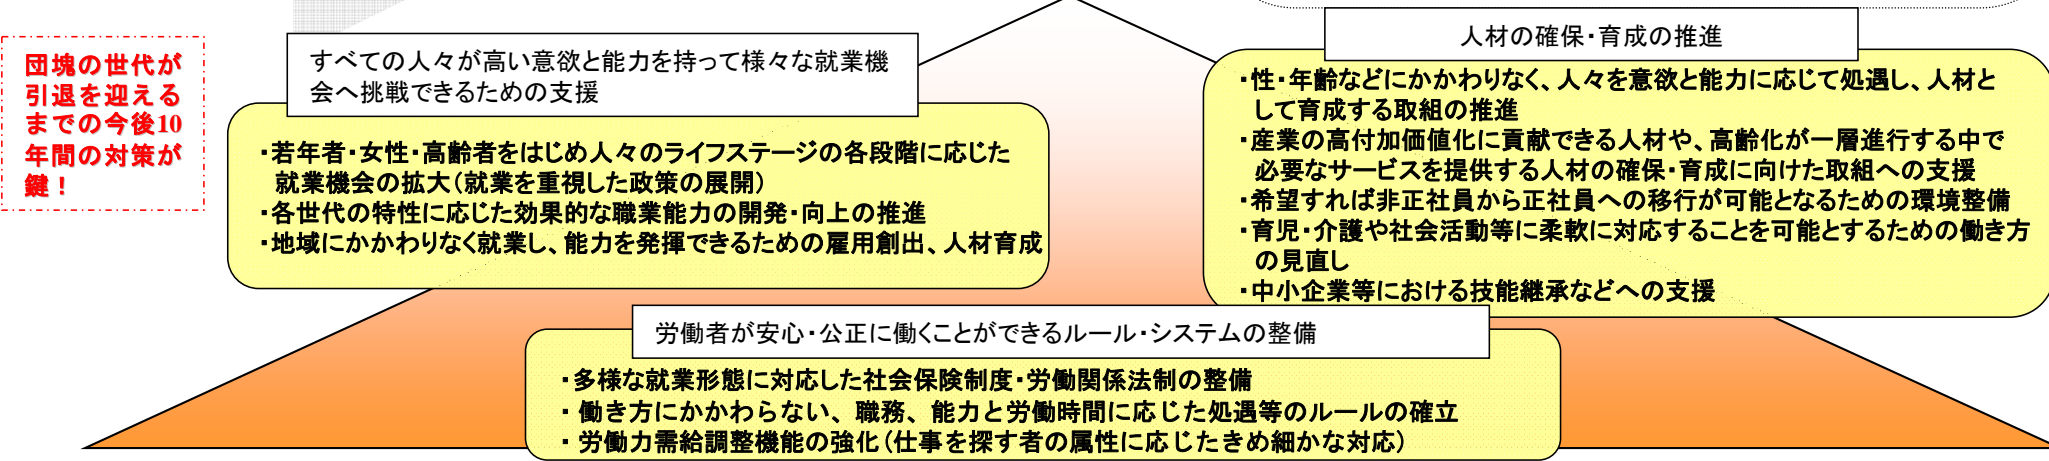 団塊の世代が
引退を迎える
までの今後10
年間の対策が
鍵！
すべての人々が高い意欲と能力を持って様々な就業機
会へ挑戦できるための支援
・若年者・女性・高齢者をはじめ人々のライフステージの各段階に応じた
就業機会の拡大（就業を重視した政策の展開）
・各世代の特性に応じた効果的な職業能力の開発・向上の推進
・地域にかかわりなく就業し、能力を発揮できるための雇用創出、人材育成
人材の確保・育成の推進
・性・年齢などにかかわりなく、人々を意欲と能力に応じて処遇し、人材と
して育成する取組の推進
・産業の高付加価値化に貢献できる人材や、高齢化が一層進行する中で
必要なサービスを提供する人材の確保・育成に向けた取組への支援
・希望すれば非正社員から正社員への移行が可能となるための環境整備
・育児・介護や社会活動等に柔軟に対応することを可能とするための働き方
の見直し
・中小企業等における技能継承などへの支援
労働者が安心・公正に働くことができるルール・システムの整備
・多様な就業形態に対応した社会保険制度・労働関係法制の整備
・働き方にかかわらない、職務、能力と労働時間に応じた処遇等のルールの確立
・労働力需給調整機能の強化（仕事を探す者の属性に応じたきめ細かな対応）